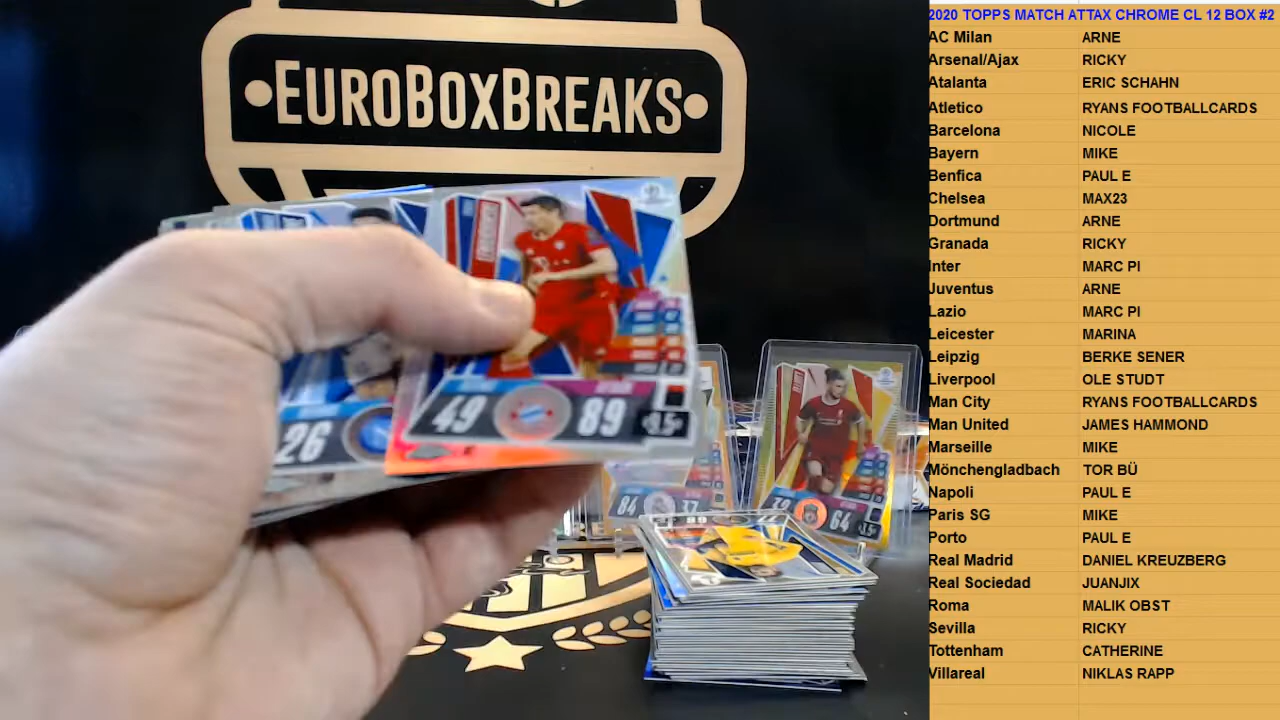 EUROBOXBREAKS
49 89
26
84 77
64
2020 TOPPS MATCH ATTAX CHROME CL 12 BOX #2
AC Milan ARNE
Arsenal/Ajax RICKY
Atalanta ERIC SCHAHN
Atletico RYANS FOOTBALLCARDS
Barcelona NICOLE
Bayern MIKE
Benfica PAUL E
Chelsea MAX23
Dortmund ARNE
Granada RICKY
Inter MARC PI
Juventus ARNE
Lazio MARC PI
Leicester MARINA
Leipzig BERKE SENER
Liverpool OLE STUDT
Man City RYANS FOOTBALLCARDS
Man United JAMES HAMMOND
Marseille MIKE
Mönchengladbach TOR BÜ
Napoli PAUL E
Paris SG MIKE
Porto PAUL E
Real Madrid DANIEL KREUZBERG
Real Sociedad JUANJIX
Roma MALIK OBST
Sevilla RICKY
Tottenham CATHERINE
Villareal NIKLAS RAPP